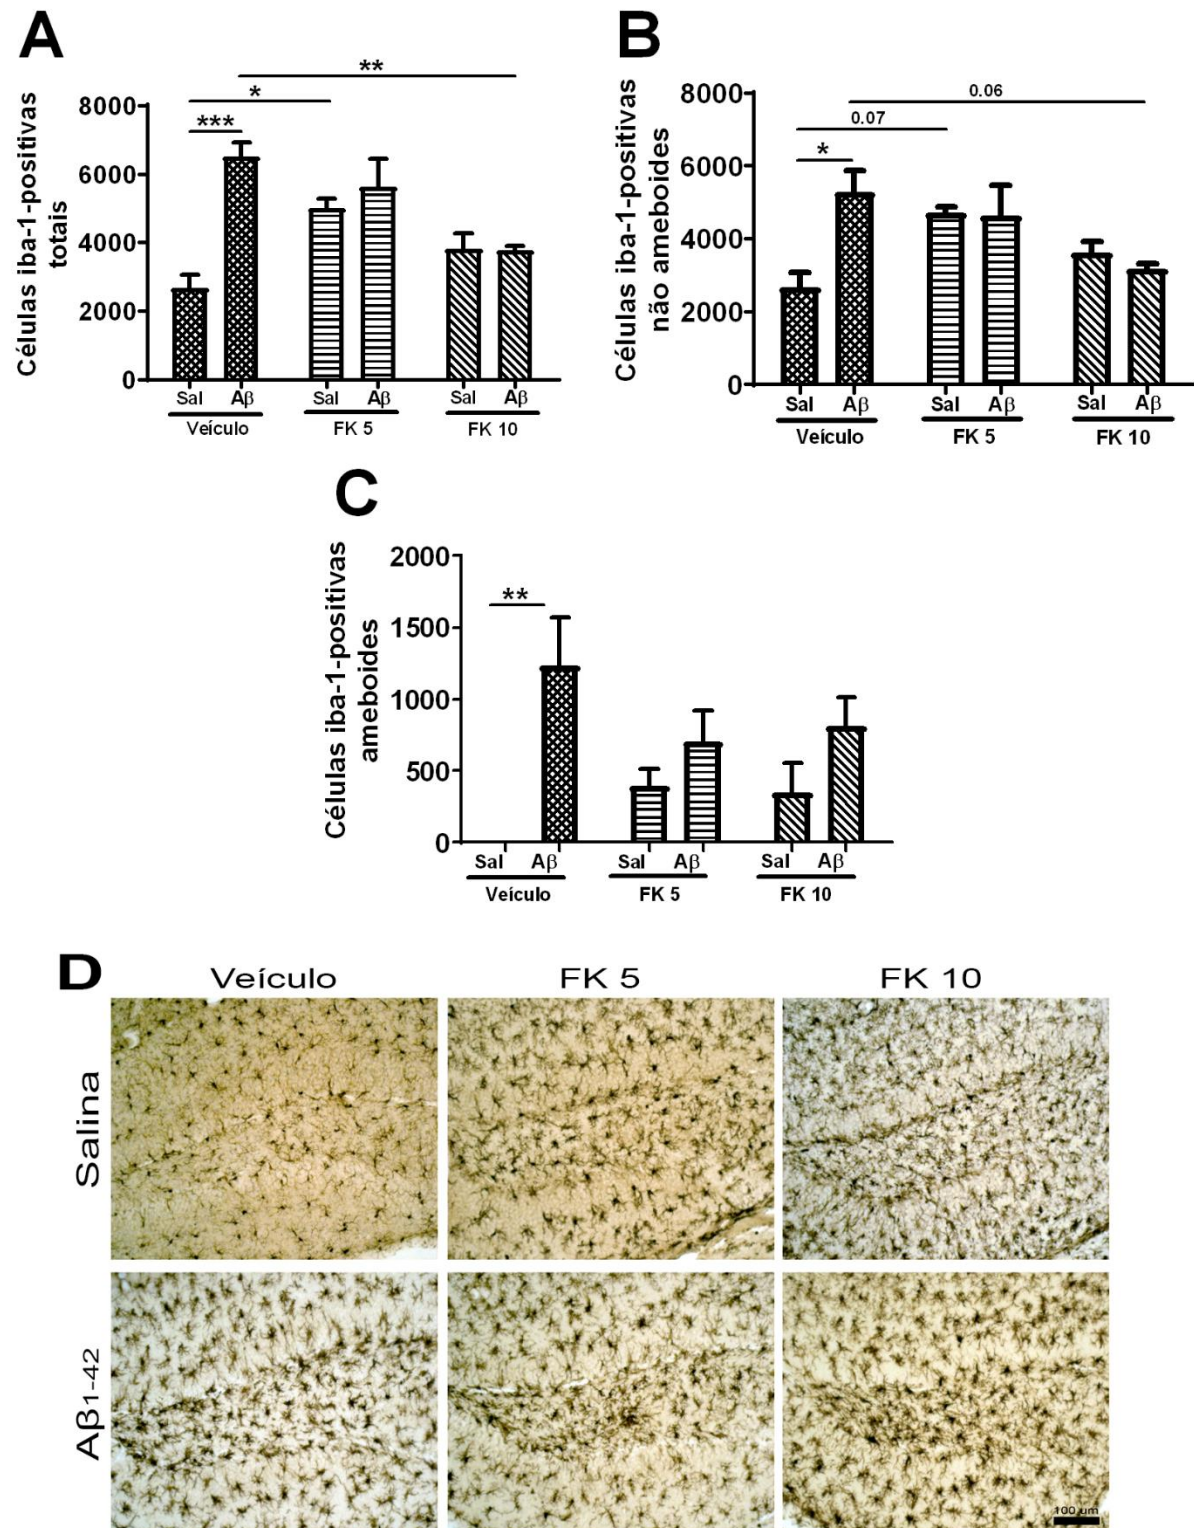 A
Células iba-1-positivas
totais
8000
6000
4000
2000
0
**
*
***
Sal Aβ Sal Aβ Sal Aβ
Veículo FK 5 FK 10
B
Células iba-1-positivas
não ameboides
8000
6000
4000
2000
0
0.06
0.07
*
Sal Aβ Sal Aβ Sal Aβ
Veículo FK 5 FK 10
C
Células iba-1-positivas
ameboides
2000
1500
1000
500
0
**
Sal Aβ Sal Aβ Sal Aβ
Veículo FK 5 FK 10
D
Veículo FK 5 FK 10
Salina
Aβ1-42
100 um